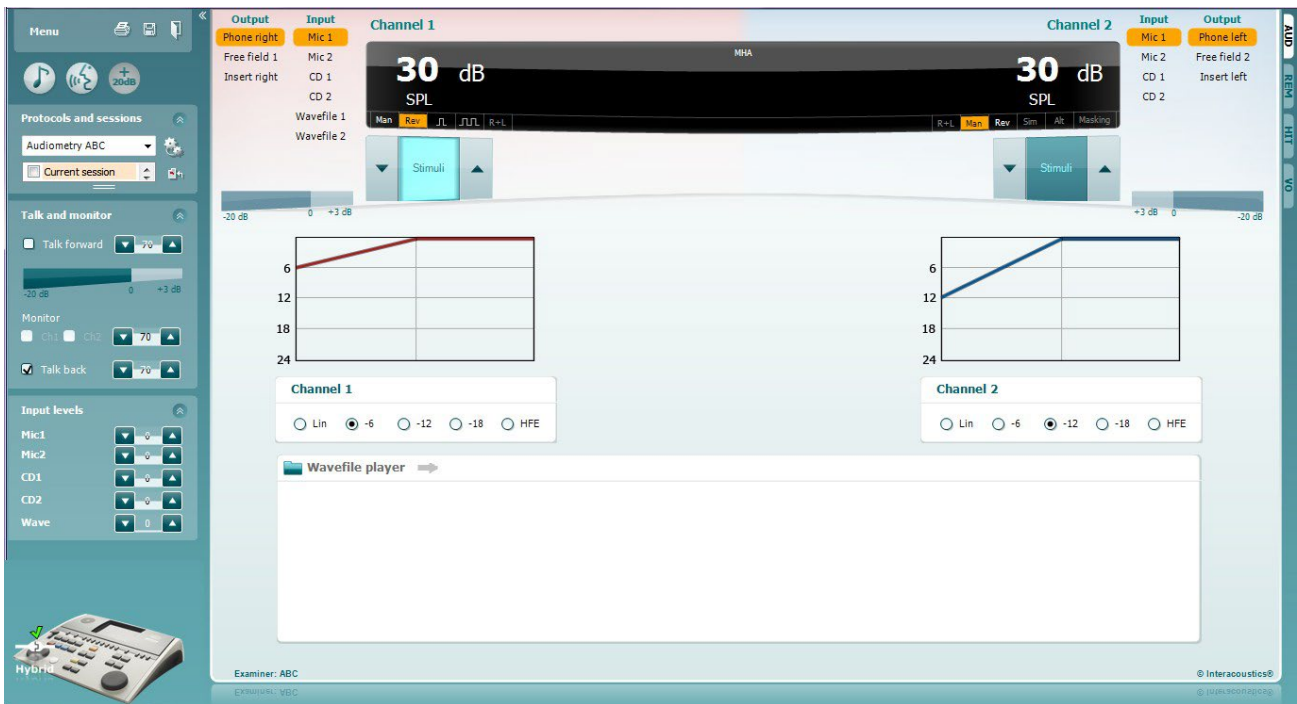 Menu
20dB
Protocols and sessions
Audiometry ABC
Current session
Talk and monitor
Talk forward 70
-20 dB 0 +3 dB
Monitor
Ch1 Ch2 70
Talk back 70
Input levels
Mic1 0
Mic2 0
CD1 0
CD2 0
Wave 0
Hybrid
Output Input
Phone right Mic 1
Free field 1 Mic 2
Insert right CD 1
CD 2
Wavefile 1
Wavefile 2
Channel 1
Channel 2
MHA
30 dB
SPL
30 dB
SPL
Man Rev R+L
R+L Man Rev Sim Alt Masking
Stimuli
Stimuli
Input Output
Mic 1 Phone left
Mic 2 Free field 2
CD 1 Insert left
CD 2
-20 dB 0 +3 dB
+3 dB 0 -20 dB
6
12
18
24
6
12
18
24
Channel 1
Lin -6 -12 -18 HFE
Channel 2
Lin -6 -12 -18 HFE
Wavefile player
Examiner: ABC
© Interacoustics®
AUD
REM
HIT
VO